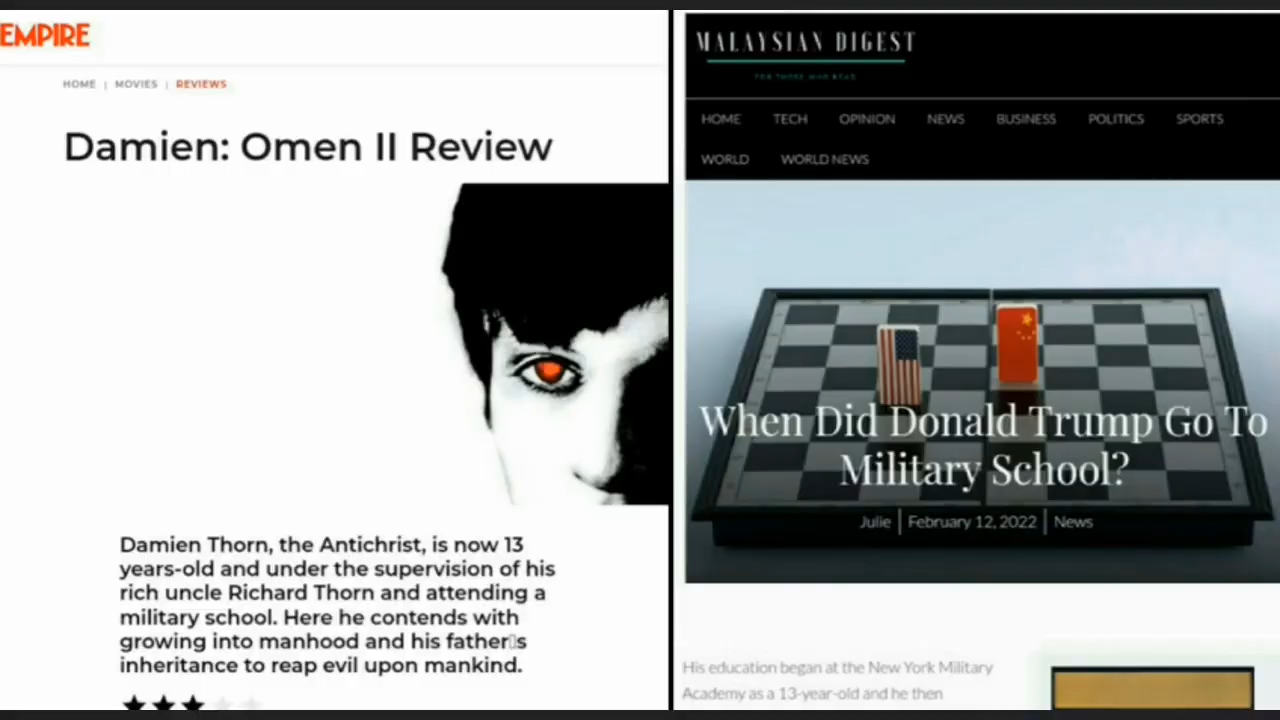 EMPIRE
HOME | MOVIES | REVIEWS
Damien: Omen II Review
Damien Thorn, the Antichrist, is now 13
years-old and under the supervision of his
rich uncle Richard Thorn and attending a
military school. Here he contends with
growing into manhood and his father▯s
inheritance to reap evil upon mankind.
MALAYSIAN DIGEST
FOR THOSE WHO READ
HOME TECH OPINION NEWS BUSINESS POLITICS SPORTS
WORLD WORLD NEWS
When Did Donald Trump Go To
Military School?
Julie | February 12, 2022 | News
His education began at the New York Military
Academy as a 13-year-old and he then